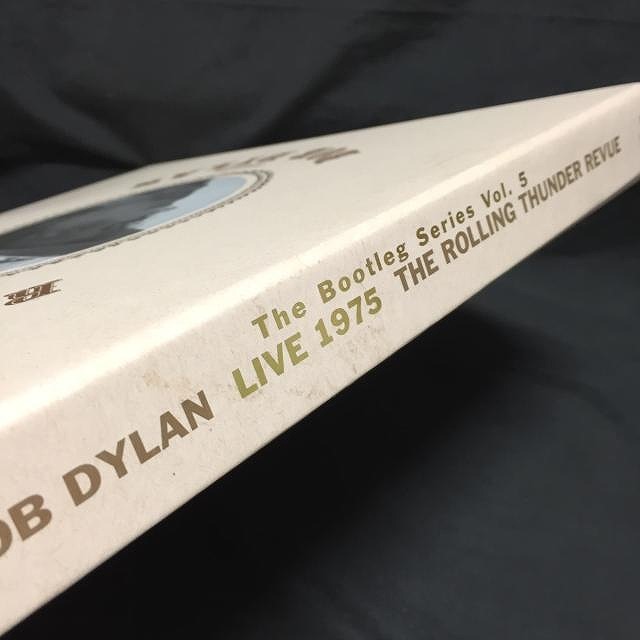 OB DYLAN
The Bootleg Series Vol. 5
LIVE 1975 THE ROLLING THUNDER REVUE